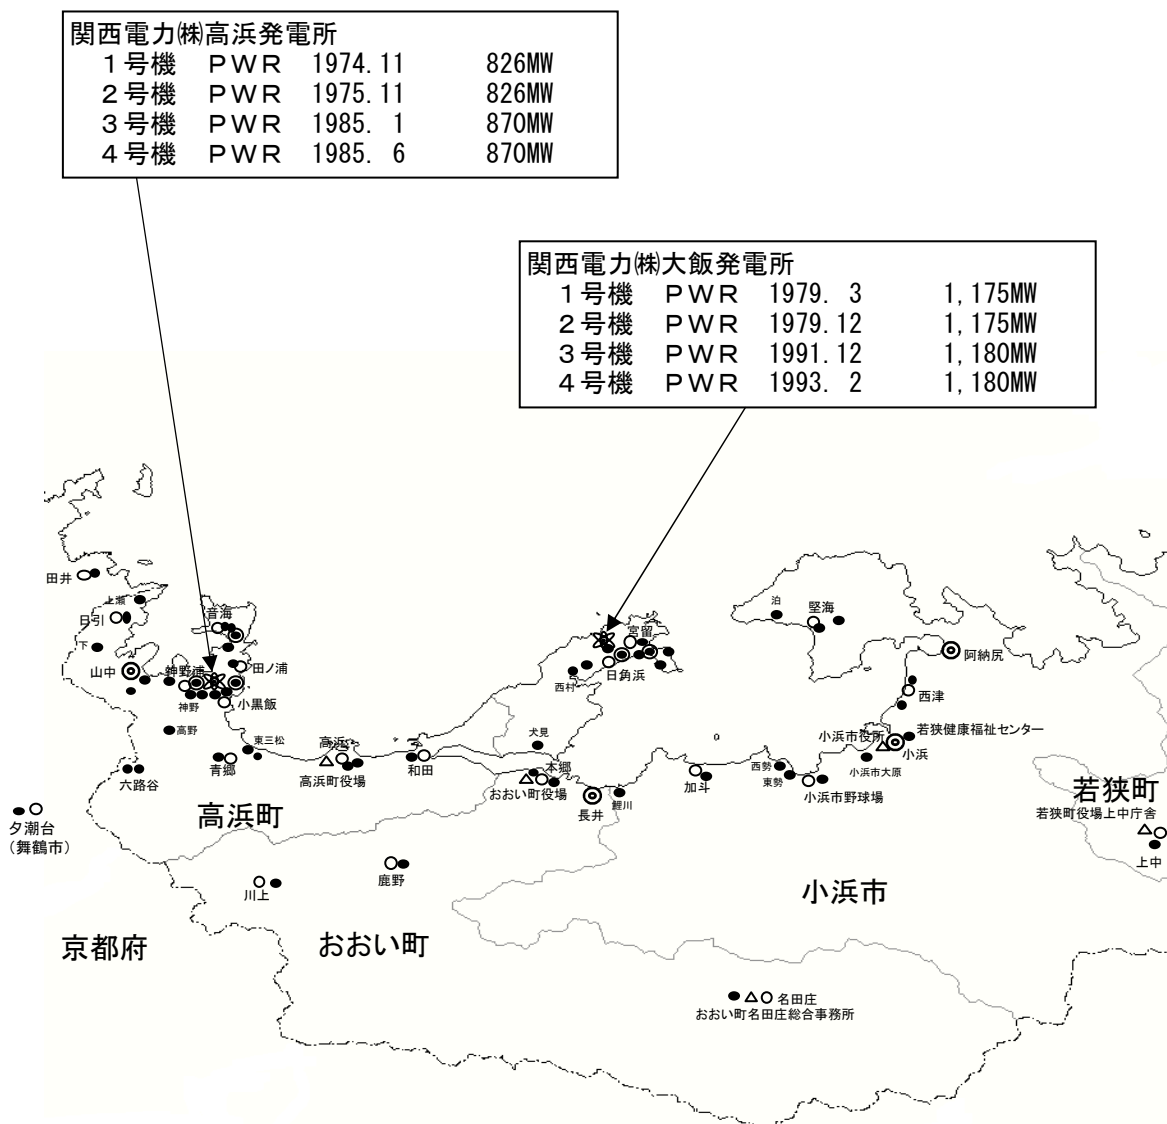 関西電力㈱高浜発電所
1号機 PWR 1974.11 826MW
2号機 PWR 1975.11 826MW
3号機 PWR 1985. 1 870MW
4号機 PWR 1985. 6 870MW
関西電力㈱大飯発電所
1号機 PWR 1979. 3 1,175MW
2号機 PWR 1979.12 1,175MW
3号機 PWR 1991.12 1,180MW
4号機 PWR 1993. 2 1,180MW
田井
上瀬
日引
音海
下
山中
神野浦
田ノ浦
神野
小黒飯
高野
東三松
青郷
六路谷
高浜
高浜町役場
和田
高浜町
夕潮台
(舞鶴市)
川上
鹿野
京都府
おおい町
宮留
日角浜
西村
犬見
本郷
おおい町役場
長井
鯉川
泊
堅海
阿納尻
西津
小浜市役所
若狭健康福祉センター
小浜
小浜市大原
西勢
東勢
加斗
小浜市野球場
若狭町
若狭町役場上中庁舎
上中
小浜市
名田庄
おおい町名田庄総合事務所